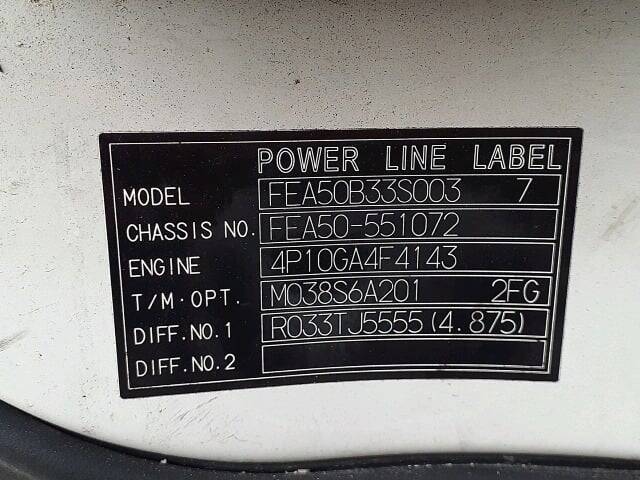 POWER LINE LABEL
MODEL FEA50B33S003 7
CHASSIS NO. FEA50-551072
ENGINE 4P10GA4F4143
T/M·OPT. M038S6A201 2FG
DIFF.NO.1 R033TJ5555(4.875)
DIFF.NO.2